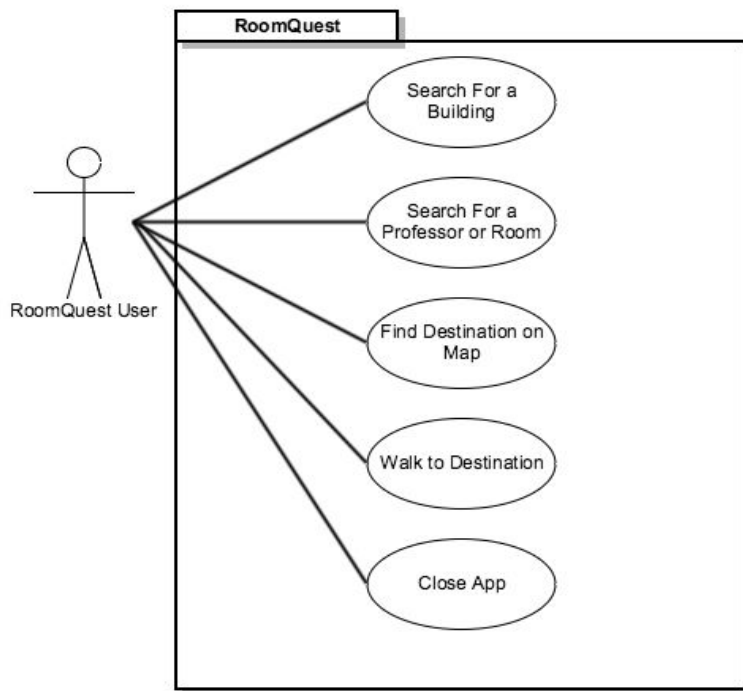 RoomQuest
Search For a
Building
Search For a
Professor or Room
RoomQuest User
Find Destination on
Map
Walk to Destination
Close App